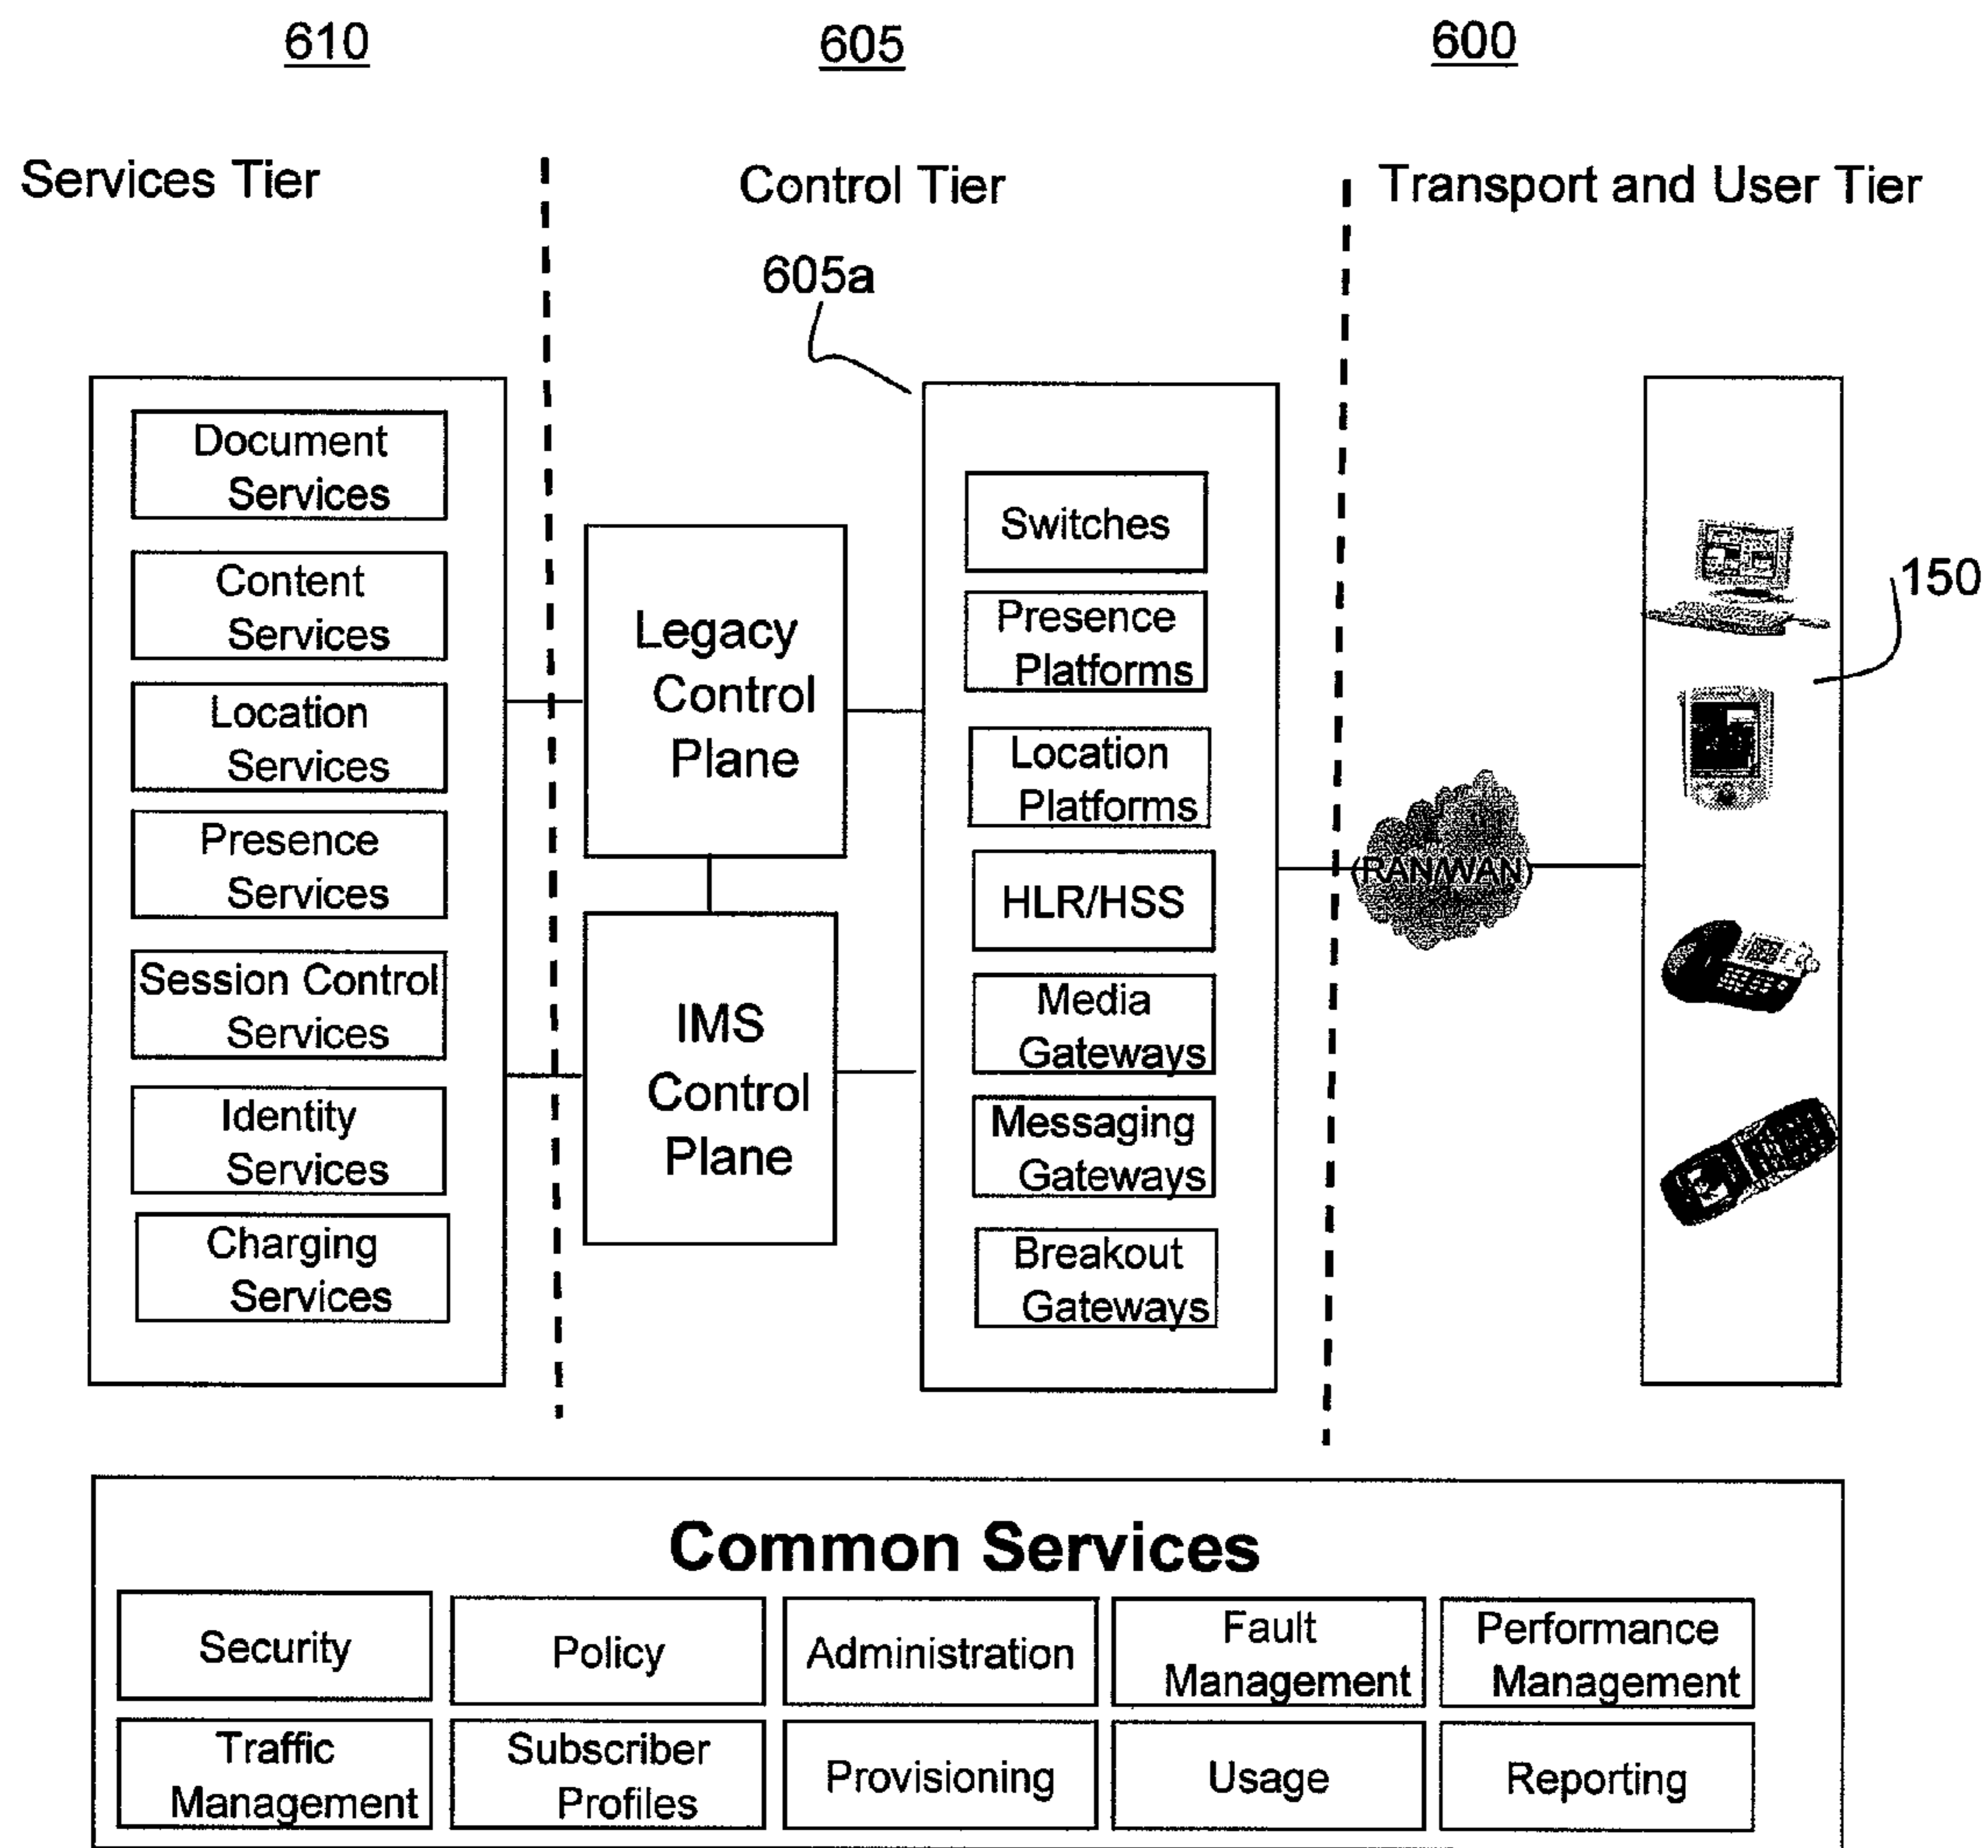 610
605
600
Services Tier
Control Tier
Transport and User Tier
605a
Document
Services
Content
Services
Location
Services
Presence
Services
Session Control
Services
Identity
Services
Charging
Services
Legacy
Control
Plane
IMS
Control
Plane
Switches
Presence
Platforms
Location
Platforms
HLR/HSS
Media
Gateways
Messaging
Gateways
Breakout
Gateways
(RAN/WAN)
150
Common Services
Security
Policy
Administration
Fault
Management
Performance
Management
Traffic
Management
Subscriber
Profiles
Provisioning
Usage
Reporting